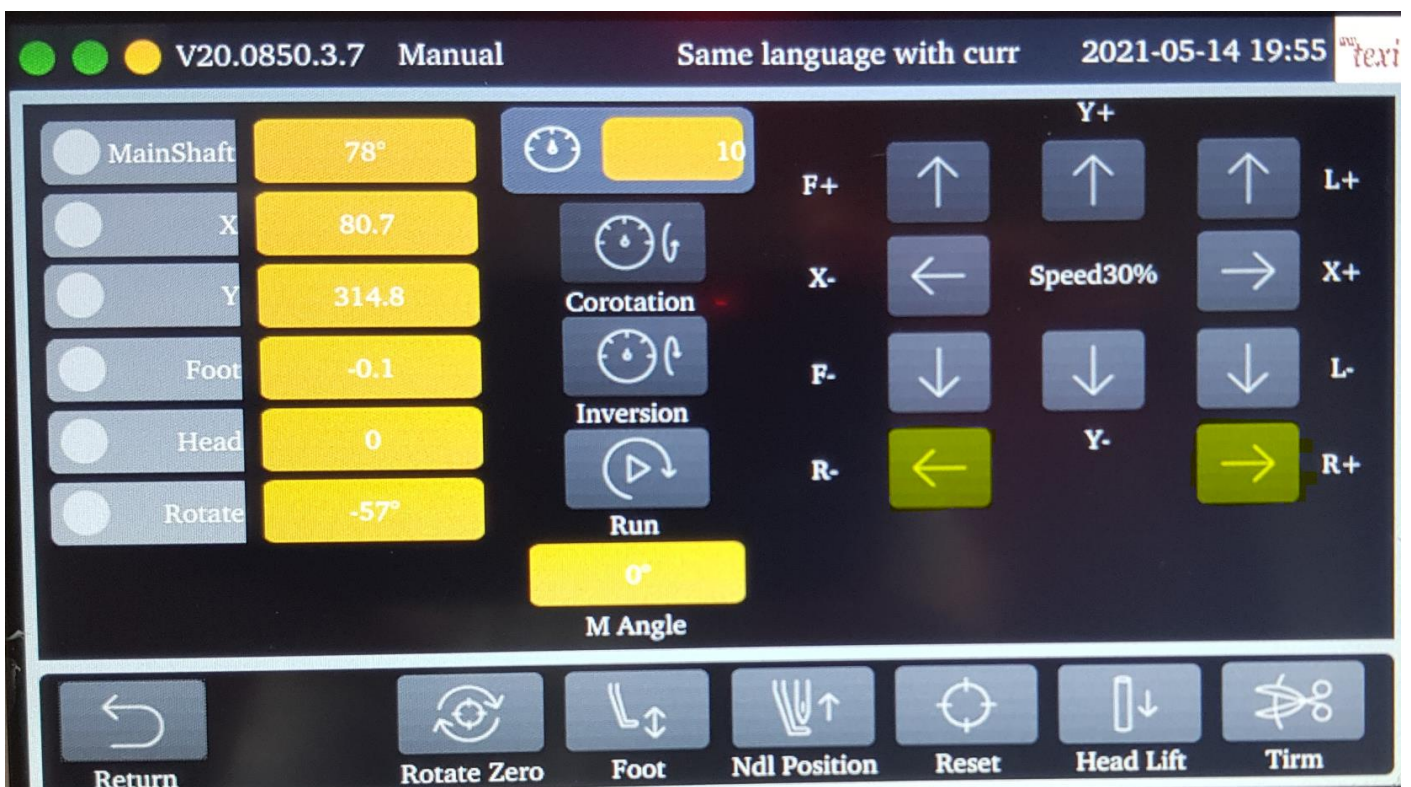 V20.0850.3.7 Manual Same language with curr 2021-05-14 19:55 texi
MainShaft 78°
X 80.7
Y 314.8
Foot -0.1
Head 0
Rotate -57°
10
Corotation
Inversion
Run
0°
M Angle
Y+
F+ L+
X- Speed30% X+
F- L-
Y-
R- R+
Return Rotate Zero Foot Ndl Position Reset Head Lift Tirm